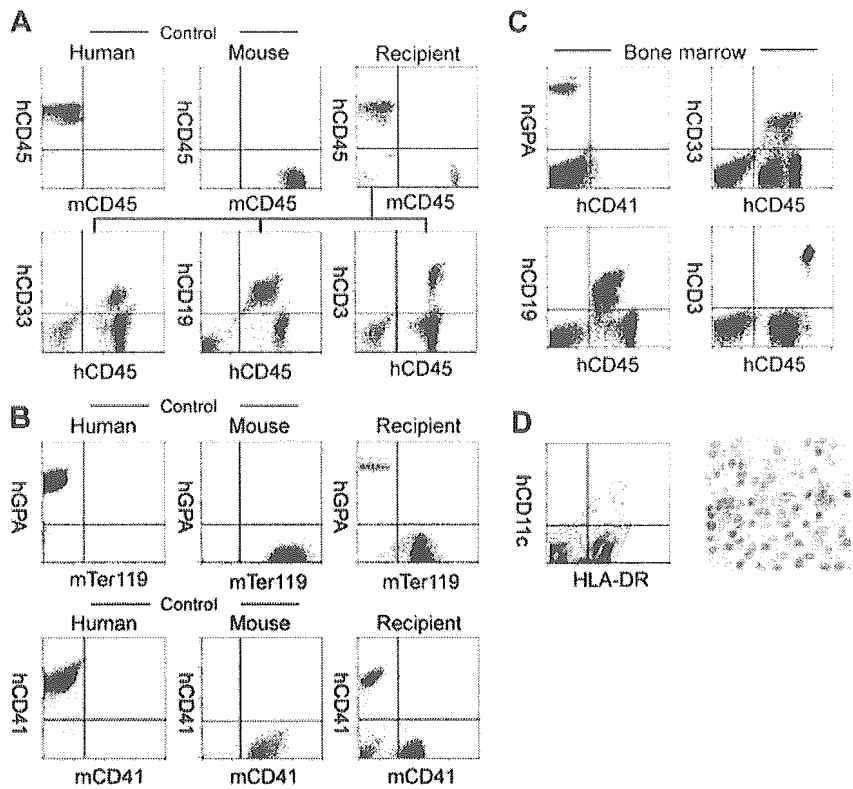 A
Control
Human
Mouse
Recipient
hCD45
hCD45
hCD45
mCD45
mCD45
mCD45
hCD33
hCD19
hCD3
hCD45
hCD45
hCD45
B
Control
Human
Mouse
Recipient
hGPA
hGPA
hGPA
mTer119
mTer119
mTer119
Control
Human
Mouse
Recipient
hCD41
hCD41
hCD41
mCD41
mCD41
mCD41
C
Bone marrow
hGPA
hCD33
hCD41
hCD45
hCD19
hCD3
hCD45
hCD45
D
hCD11c
HLA-DR